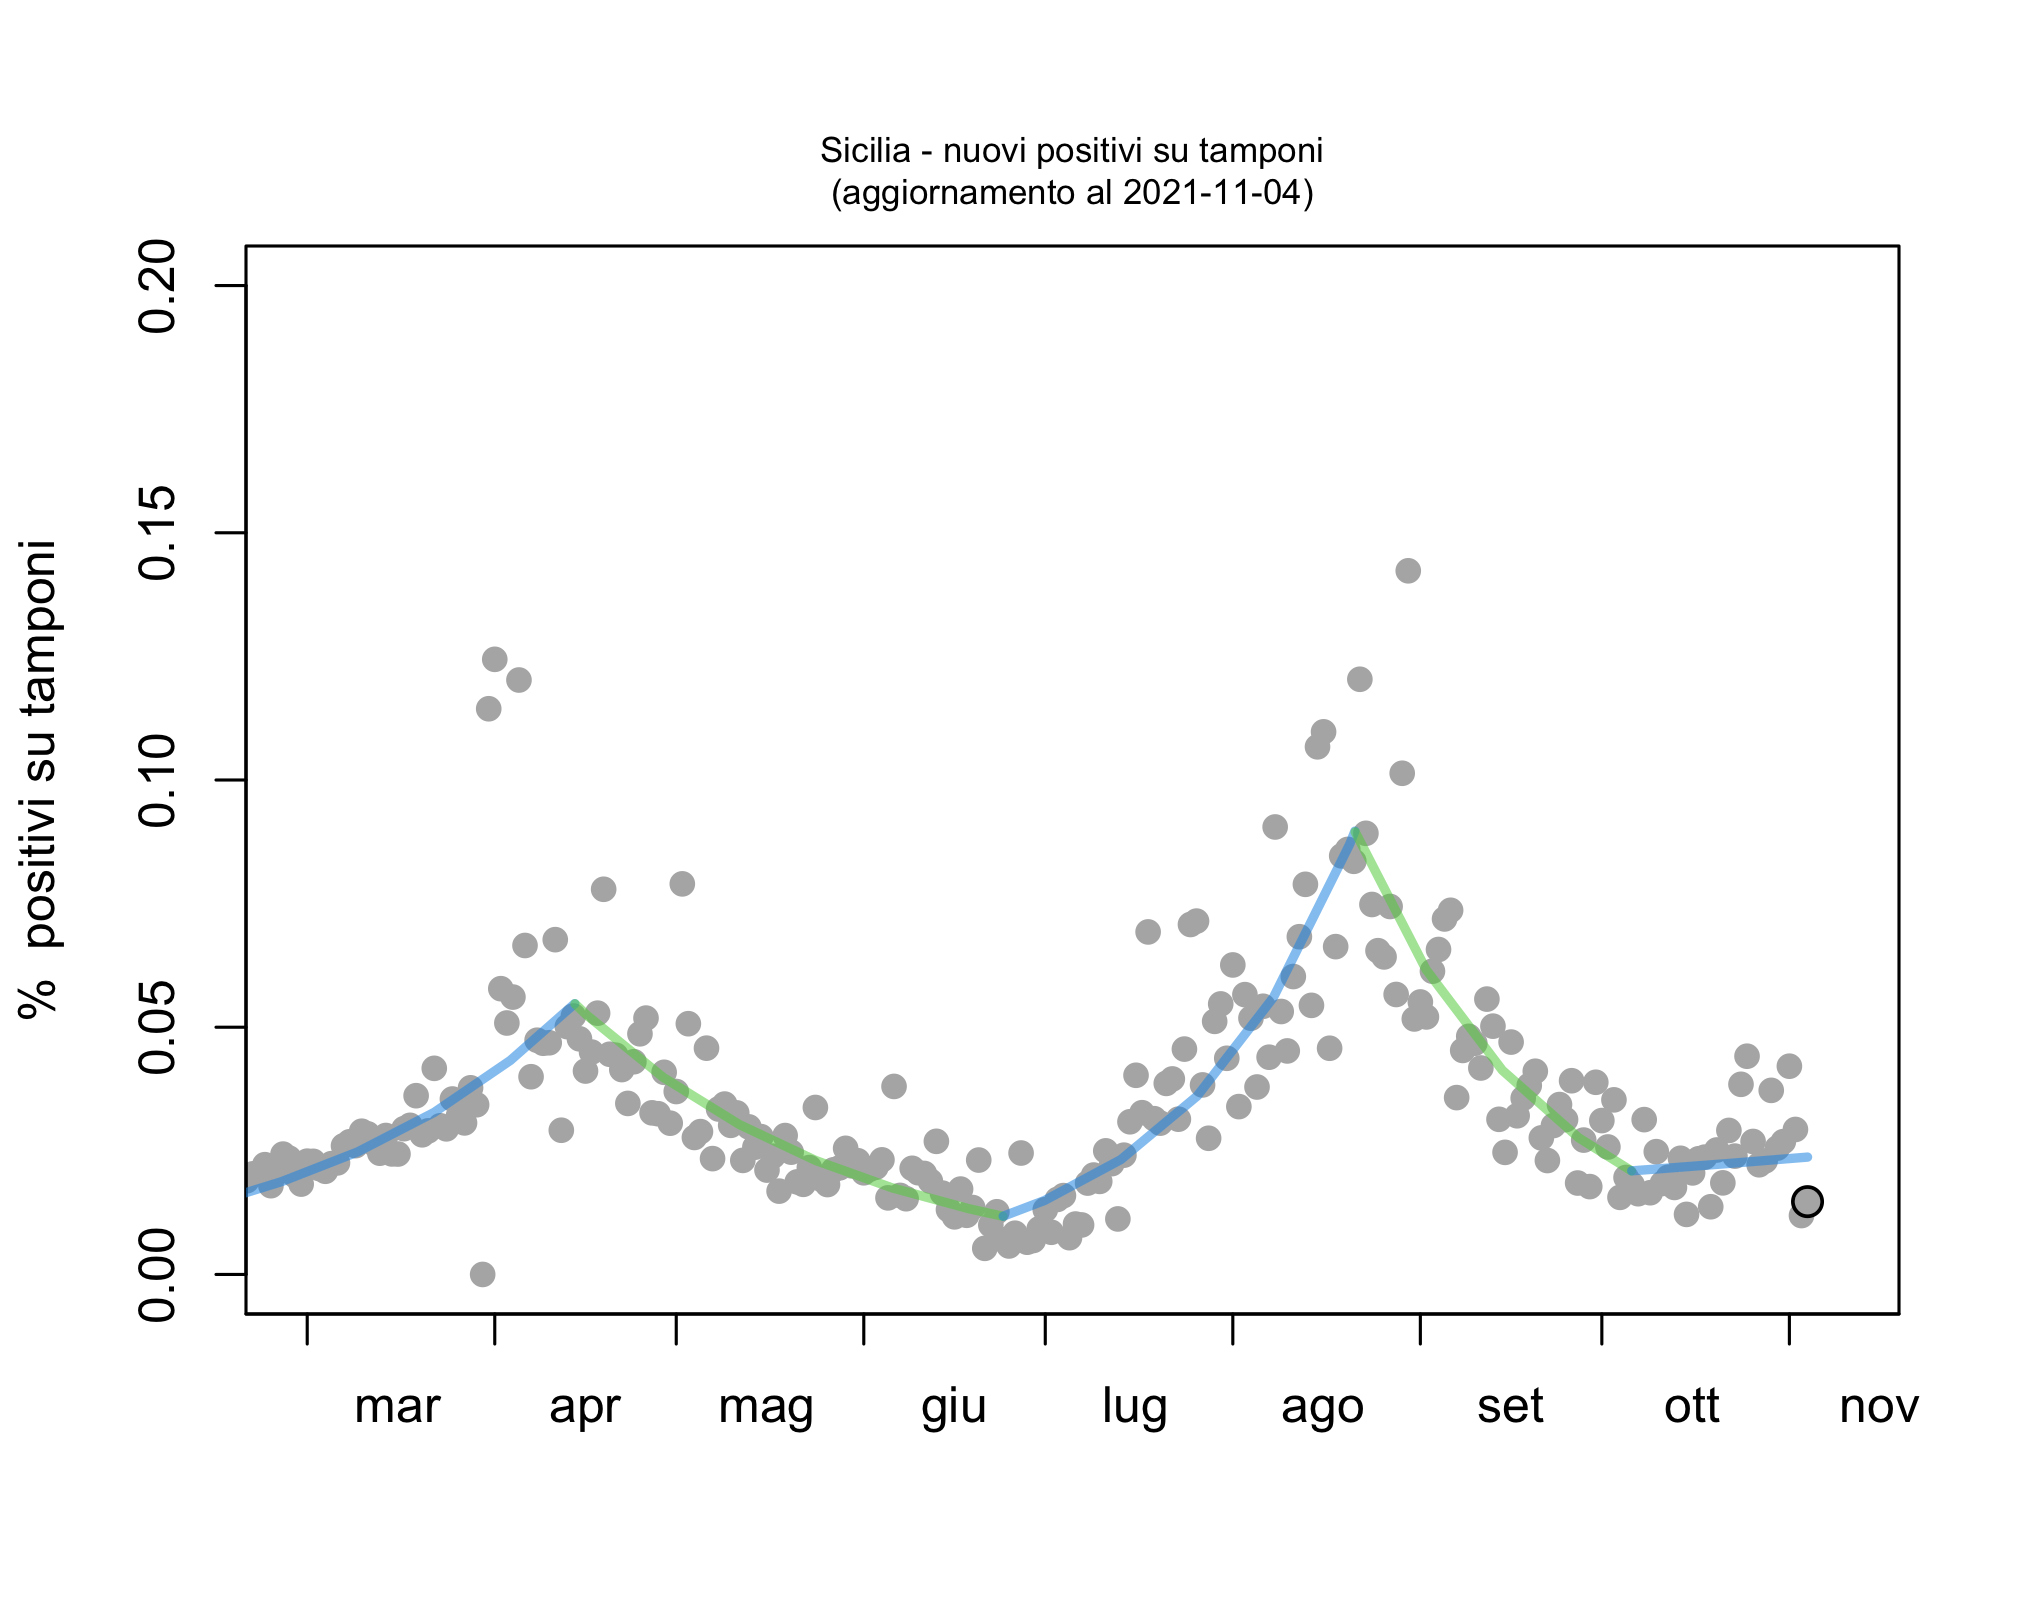 Sicilia - nuovi positivi su tamponi
(aggiornamento al 2021-11-04)
% positivi su tamponi
0.20
0.15
0.10
0.05
0.00
mar apr mag giu lug ago set ott nov